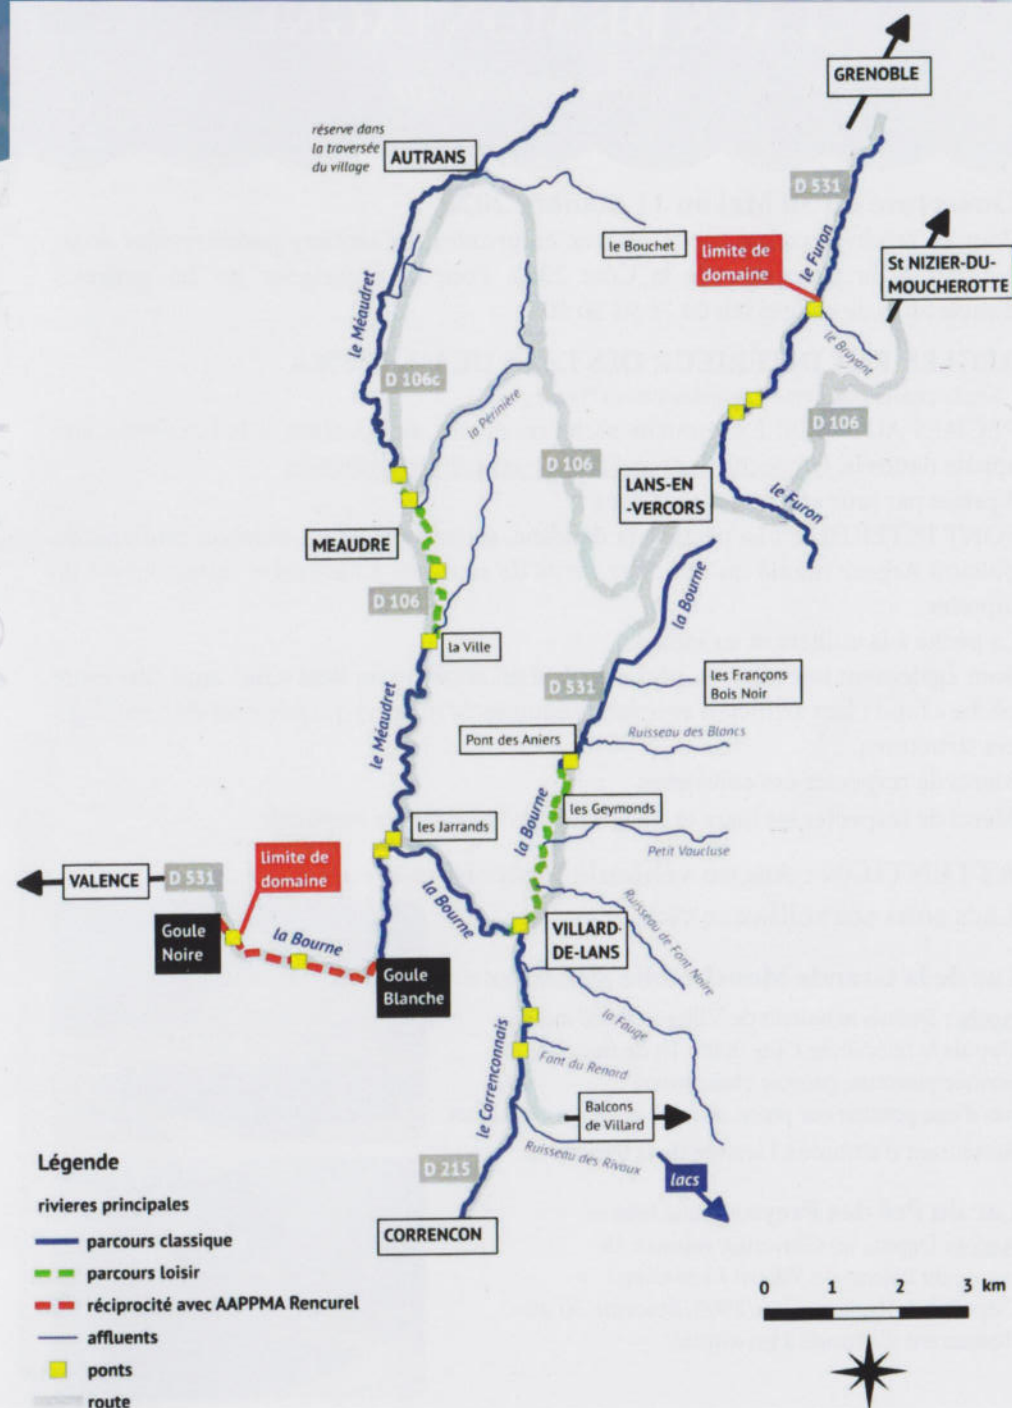 GRENOBLE
réserve dans
la traversée
du village
AUTRANS
D 531
le Bouchet
limite de
domaine
le Furon
St NIZIER-DU-
MOUCHEROTTE
le Méaudret
le Bruyant
D 106c
la Périnière
D 106
D 106
LANS-EN
-VERCORS
le Furon
MEAUDRE
la Bourne
D 106
la Ville
D 531
les Françons
Bois Noir
le Méaudret
Pont des Aniers
Ruisseau des Blancs
les Geymonds
la Bourne
les Jarrands
Petit Vaucluse
VALENCE
D 531
limite de
domaine
la Bourne
Ruisseau de Font Noire
Goule
Noire
la Bourne
VILLARD-
DE-LANS
Goule
Blanche
la Fauge
Font du Renard
le Corrençonnais
Balcons
de Villard
Ruisseau des Rivaux
D 215
lacs
CORRENCON
Légende
rivieres principales
parcours classique
parcours loisir
réciprocité avec AAPPMA Rencurel
affluents
ponts
route
0 1 2 3 km